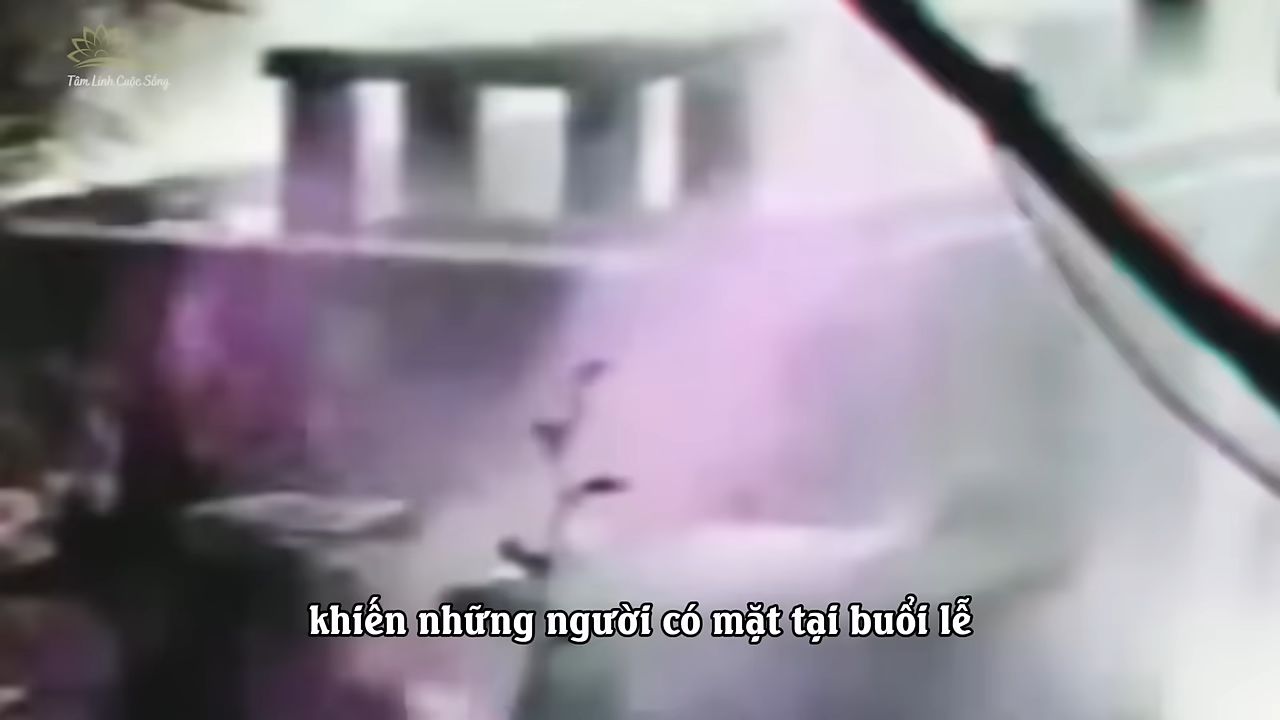 Tâm Linh Cuộc Sống
khiến những người có mặt tại buổi lễ